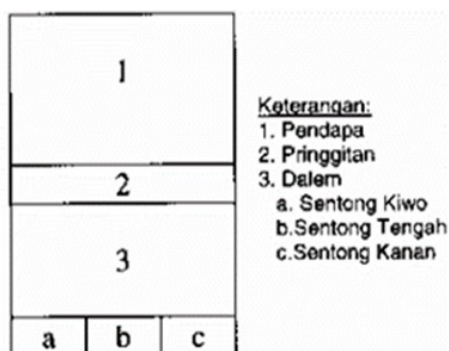 1
2
3
a b c
Keterangan:
1. Pendapa
2. Pringgitan
3. Dalem
a. Sentong Kiwo
b.Sentong Tengah
c.Sentong Kanan